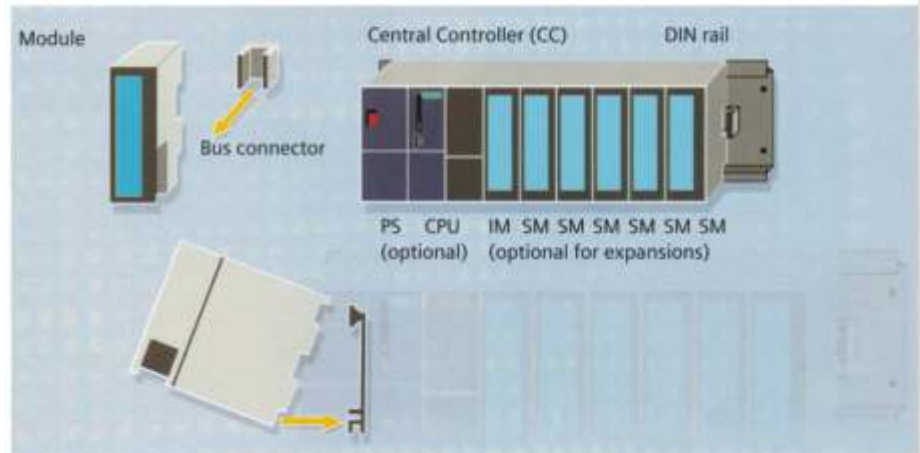 Module
Central Controller (CC)
DIN rail
Bus connector
PS CPU IM SM SM SM SM SM SM
(optional) (optional for expansions)